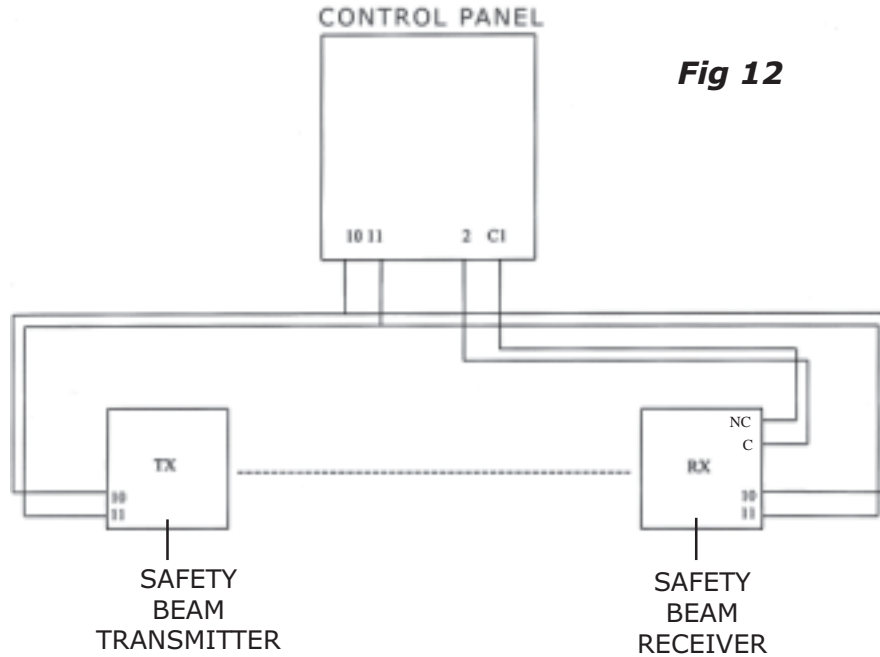 CONTROL PANEL
Fig 12
10 11 2 C1
NC
C
TX
RX
10
11
10
11
SAFETY
BEAM
TRANSMITTER
SAFETY
BEAM
RECEIVER